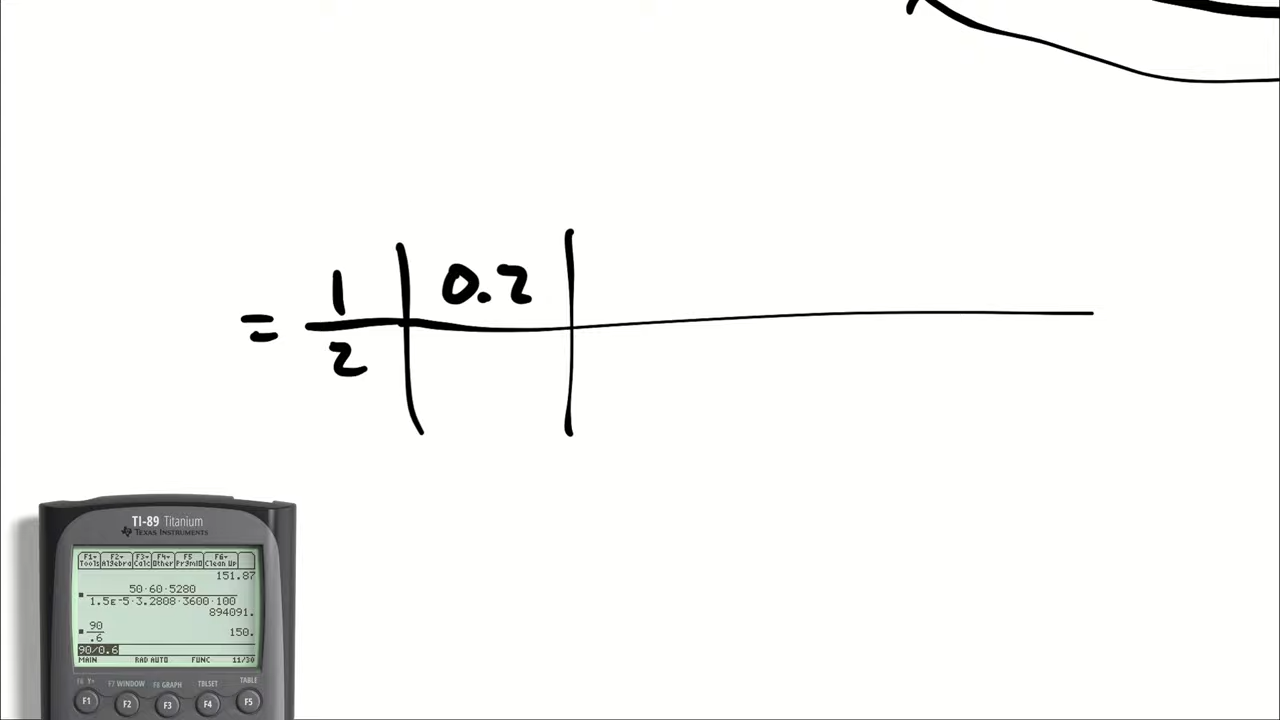 1 | 0.2 |
= 
2
TI-89 Titanium
TEXAS INSTRUMENTS
F1 F2 F3 F4 F5 F6
Tools Algebra Calc Other PrgmIO Clean Up
151.87
50·60·5280
1.5E-5·3.2808·3600·100
894091.
90
.6
150.
90/0.6
MAIN RAD AUTO FUNC 11/30
F6 Y= F7 WINDOW F8 GRAPH TBLSET TABLE
F1 F2 F3 F4 F5